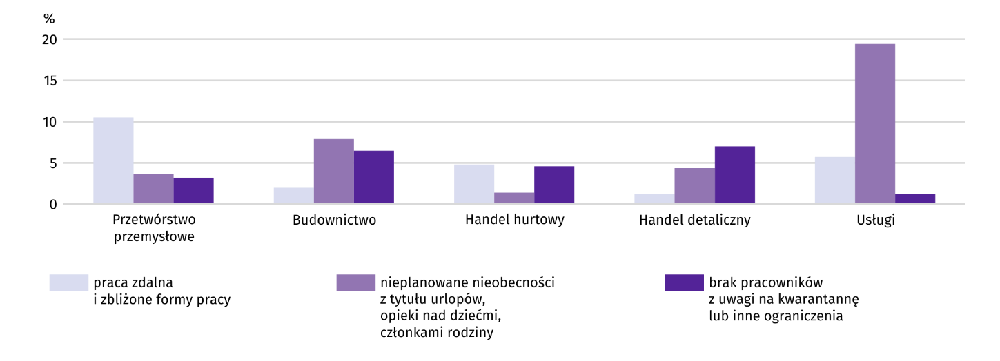 %
20
15
10
5
0
Przetwórstwo
przemysłowe
Budownictwo
Handel hurtowy
Handel detaliczny
Usługi
praca zdalna
i zbliżone formy pracy
nieplanowane nieobecności
z tytułu urlopów,
opieki nad dziećmi,
członkami rodziny
brak pracowników
z uwagi na kwarantannę
lub inne ograniczenia